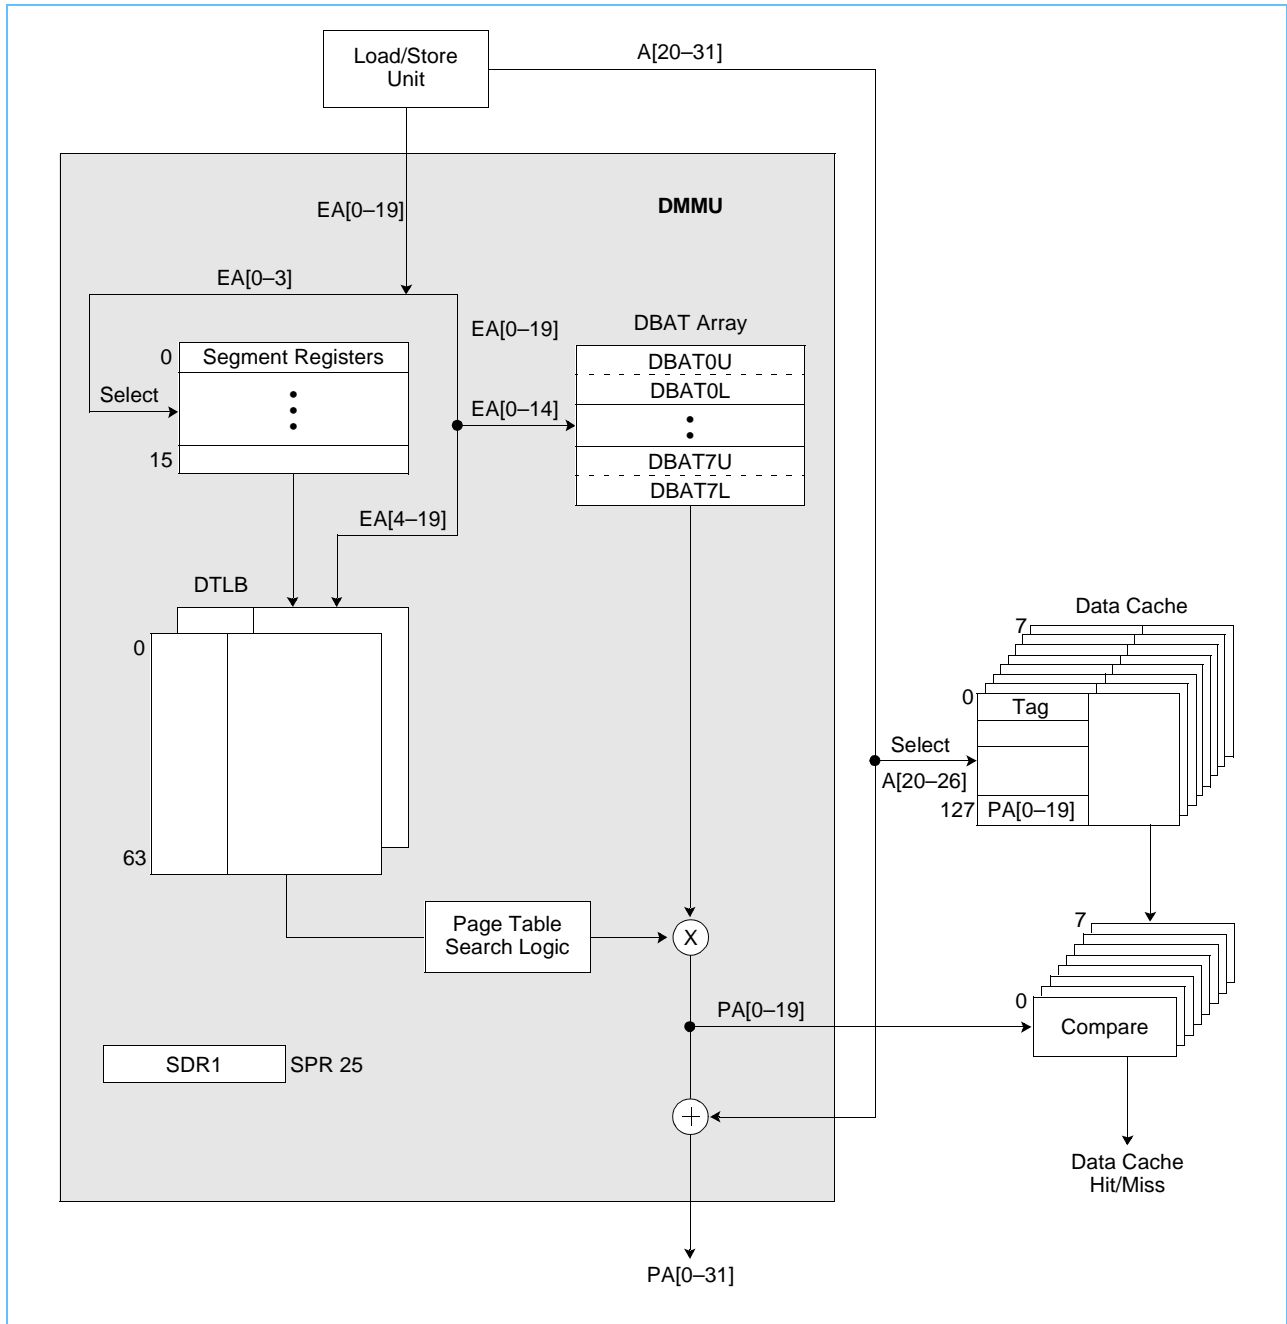 Load/Store
Unit
A[20–31]
EA[0–19]
DMMU
EA[0–3]
EA[0–19]
DBAT Array
0
Segment Registers
DBAT0U
DBAT0L
Select
EA[0–14]
15
DBAT7U
DBAT7L
EA[4–19]
DTLB
0
63
Data Cache
7
0
Tag
Select
A[20–26]
127
PA[0–19]
Page Table
Search Logic
X
7
0
PA[0–19]
Compare
SDR1
SPR 25
+
Data Cache
Hit/Miss
PA[0–31]